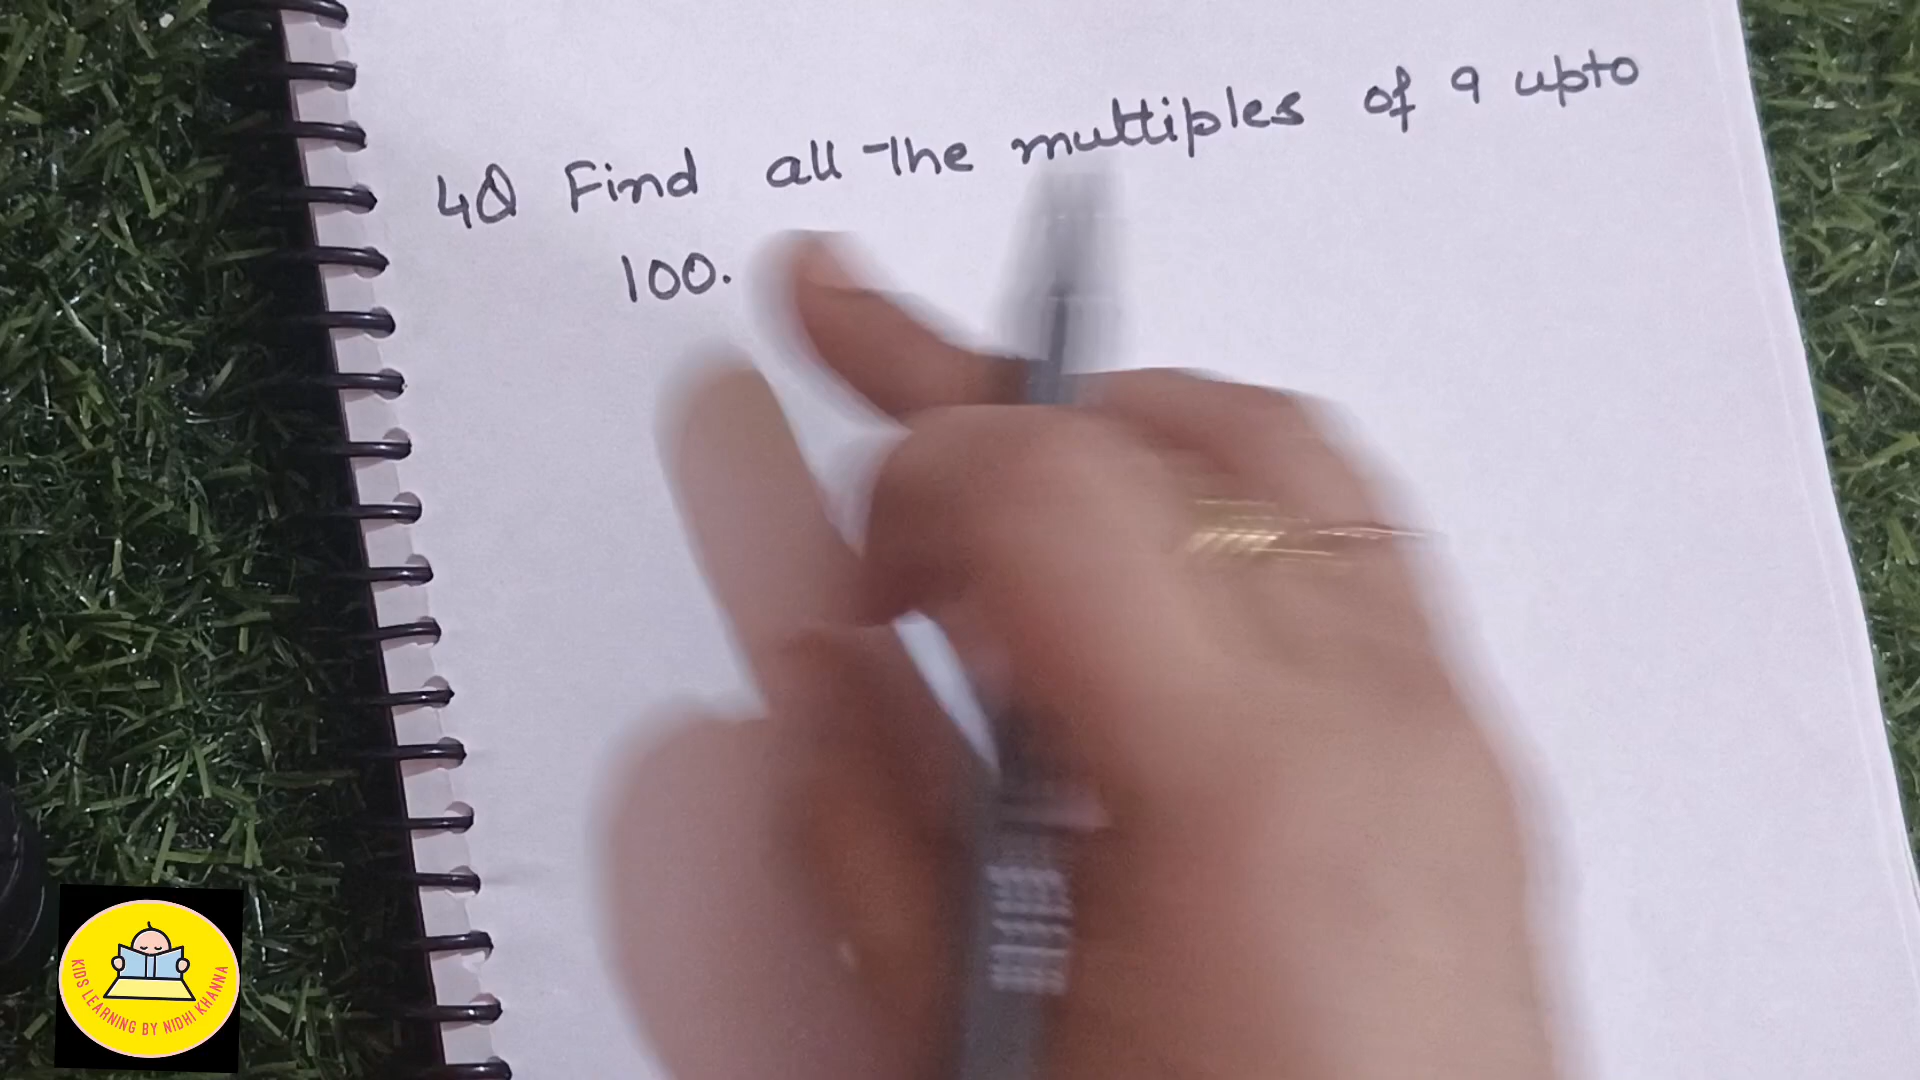 4Q Find all the multiples of 9 upto
100.
KIDS LEARNING BY NIDHI KHANNA